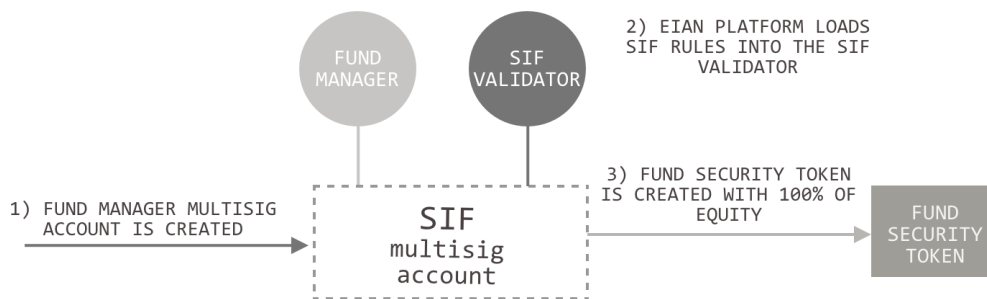 FUND
MANAGER
SIF
VALIDATOR
2) EIAN PLATFORM LOADS
SIF RULES INTO THE SIF
VALIDATOR
1) FUND MANAGER MULTISIG
ACCOUNT IS CREATED
SIF
multisig
account
3) FUND SECURITY TOKEN
IS CREATED WITH 100% OF
EQUITY
FUND
SECURITY
TOKEN